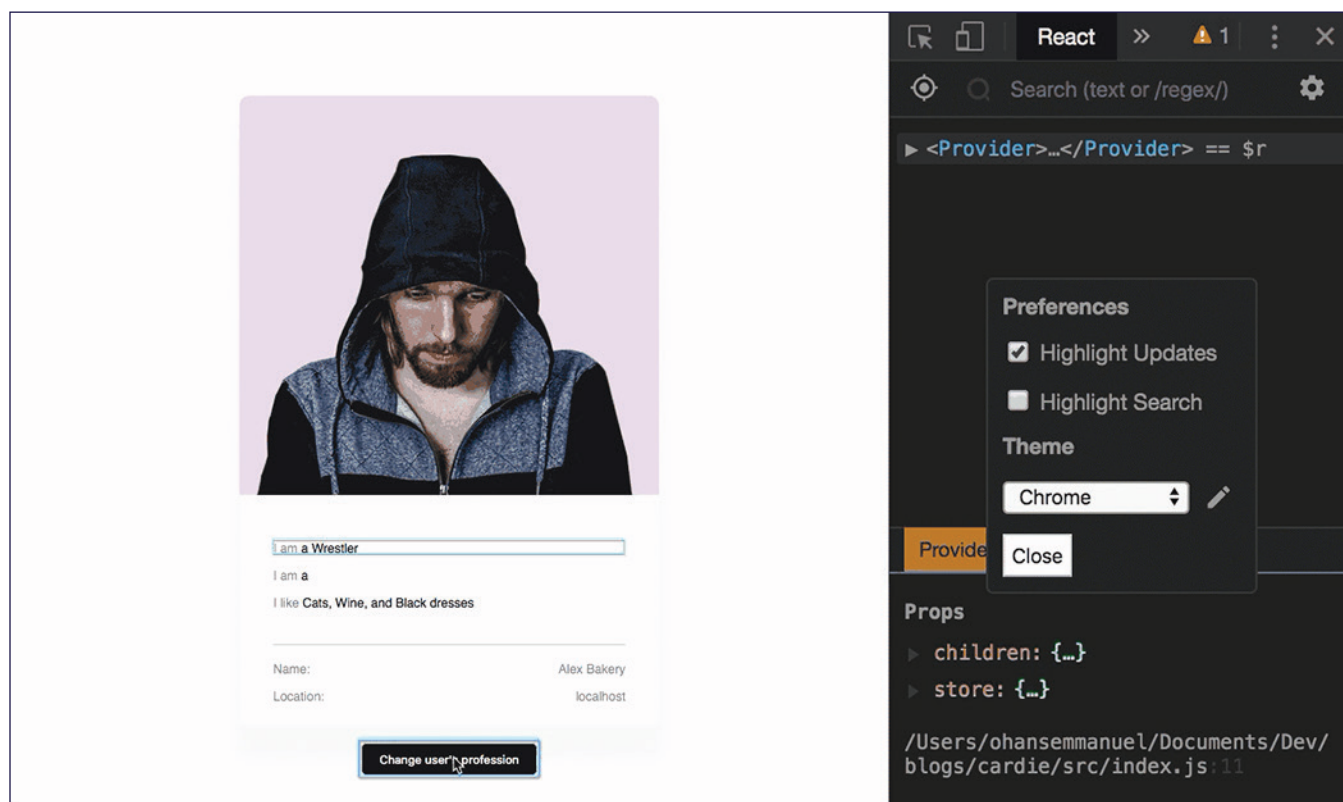 I am a Wrestler
I am a
I like Cats, Wine, and Black dresses
Name: Alex Bakery
Location: localhost
Change user's profession
React » 1
Search (text or /regex/)
▶ <Provider>…</Provider> == $r
Preferences
Highlight Updates
Highlight Search
Theme
Chrome
Close
Provide
Props
▶ children: {…}
▶ store: {…}
/Users/ohansemmanuel/Documents/Dev/
blogs/cardie/src/index.js:11